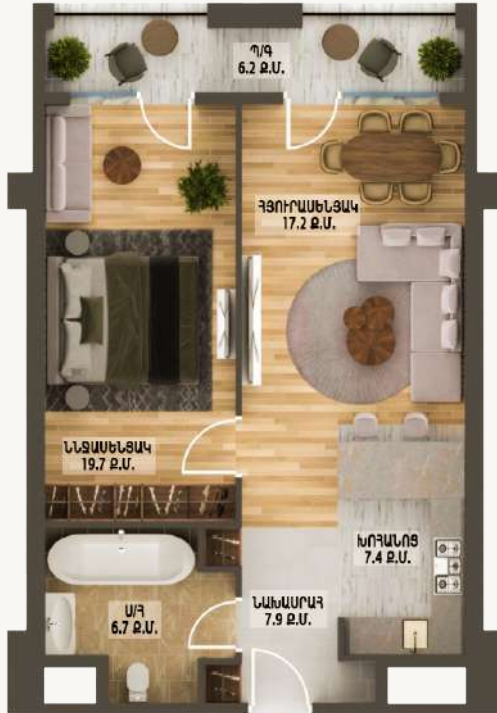 Պ/Գ
6.2 Ք.Մ.
ՀՅՈՒՐԱՍԵՆՅԱԿ
17.2 Ք.Մ.
ՆՆՋԱՍԵՆՅԱԿ
19.7 Ք.Մ.
ԽՈՀԱՆՈՑ
7.4 Ք.Մ.
ՆԱԽԱՍՐԱՀ
7.9 Ք.Մ.
Ս/Հ
6.7 Ք.Մ.